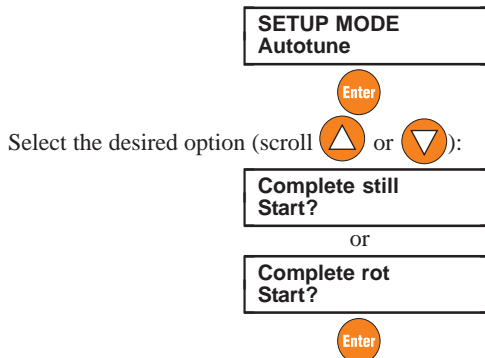 SETUP MODE
Autotune
Enter
Select the desired option (scroll or ):
Complete still
Start?
or
Complete rot
Start?
Enter